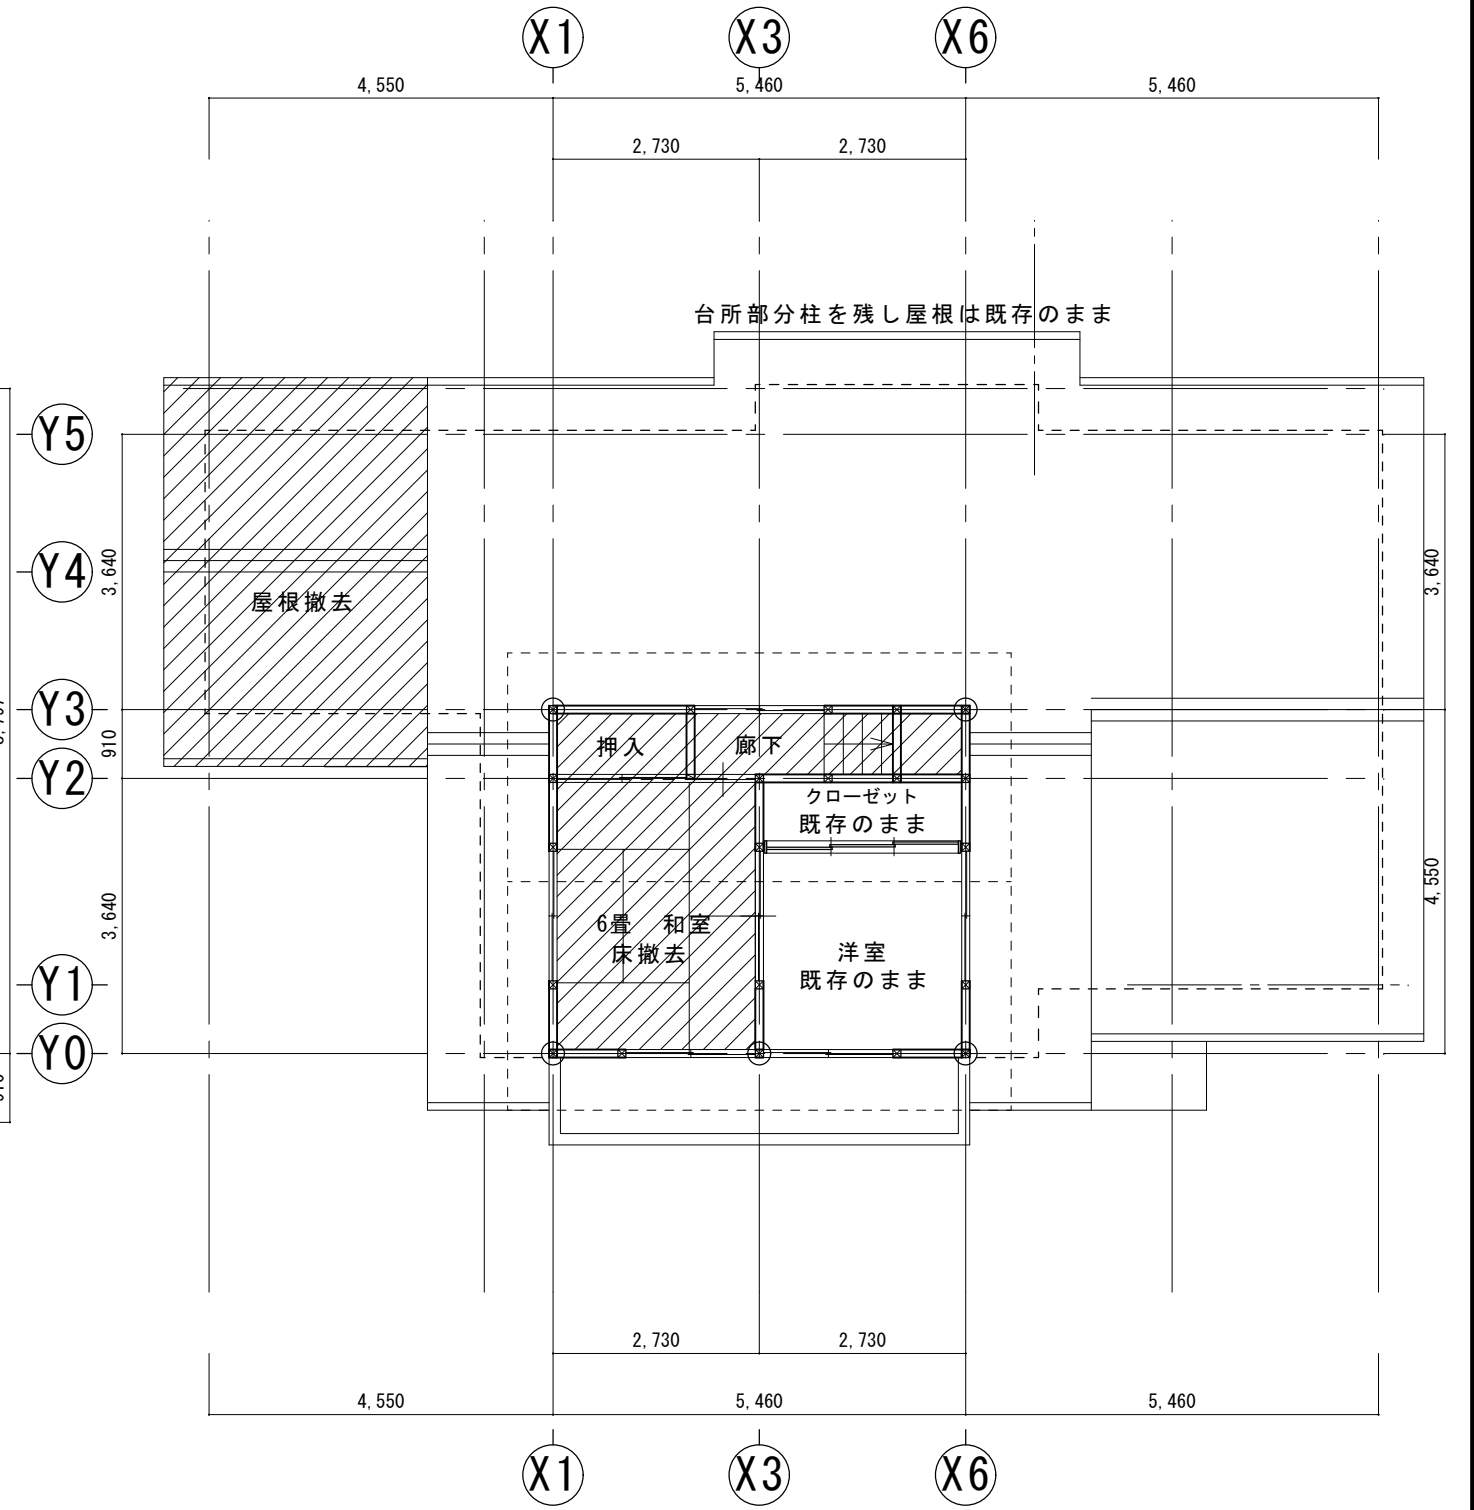 X1 X3 X6
4,550 5,460 5,460
2,730 2,730
台所部分柱を残し屋根は既存のまま
Y5
Y4
3,640
3,640
屋根撤去
Y3
910
押入 廊下
Y2
クローゼット
既存のまま
3,640
4,550
6畳 和室
床撤去
洋室
既存のまま
Y1
Y0
2,730 2,730
4,550 5,460 5,460
X1 X3 X6